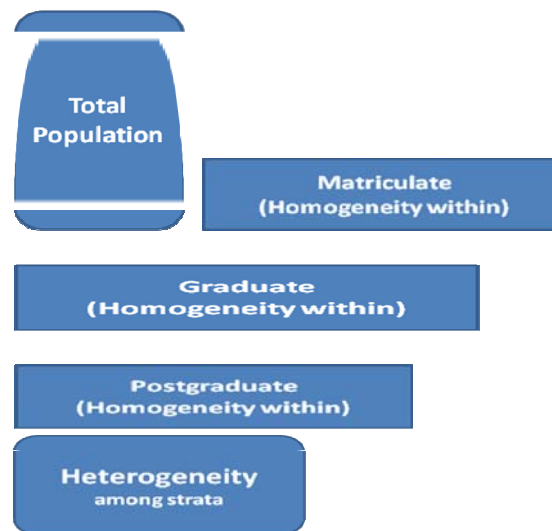 Total
Population
Matriculate
(Homogeneity within)
Graduate
(Homogeneity within)
Postgraduate
(Homogeneity within)
Heterogeneity
among strata